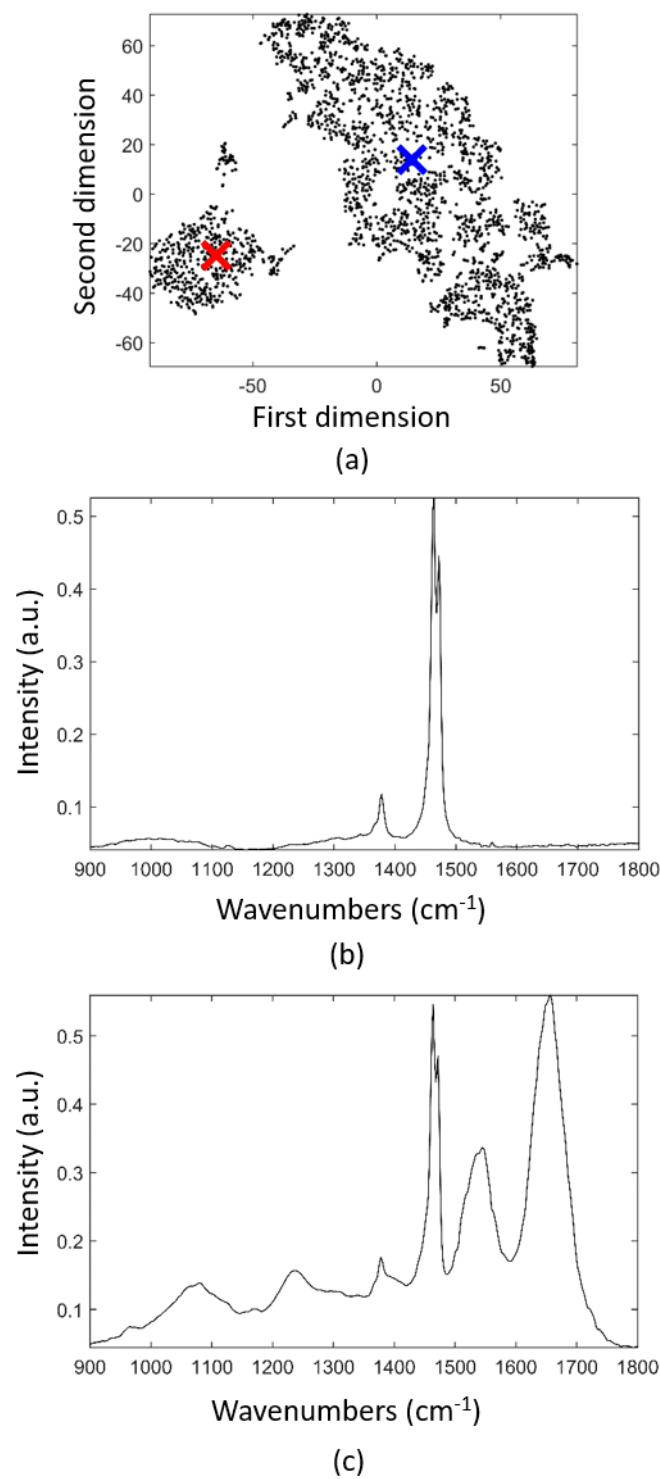 60
40
20
0
-20
-40
-60
Second dimension
-50 0 50
First dimension
(a)
0.5
0.4
0.3
0.2
0.1
Intensity (a.u.)
900 1000 1100 1200 1300 1400 1500 1600 1700 1800
Wavenumbers (cm-1)
(b)
0.5
0.4
0.3
0.2
0.1
Intensity (a.u.)
900 1000 1100 1200 1300 1400 1500 1600 1700 1800
Wavenumbers (cm-1)
(c)